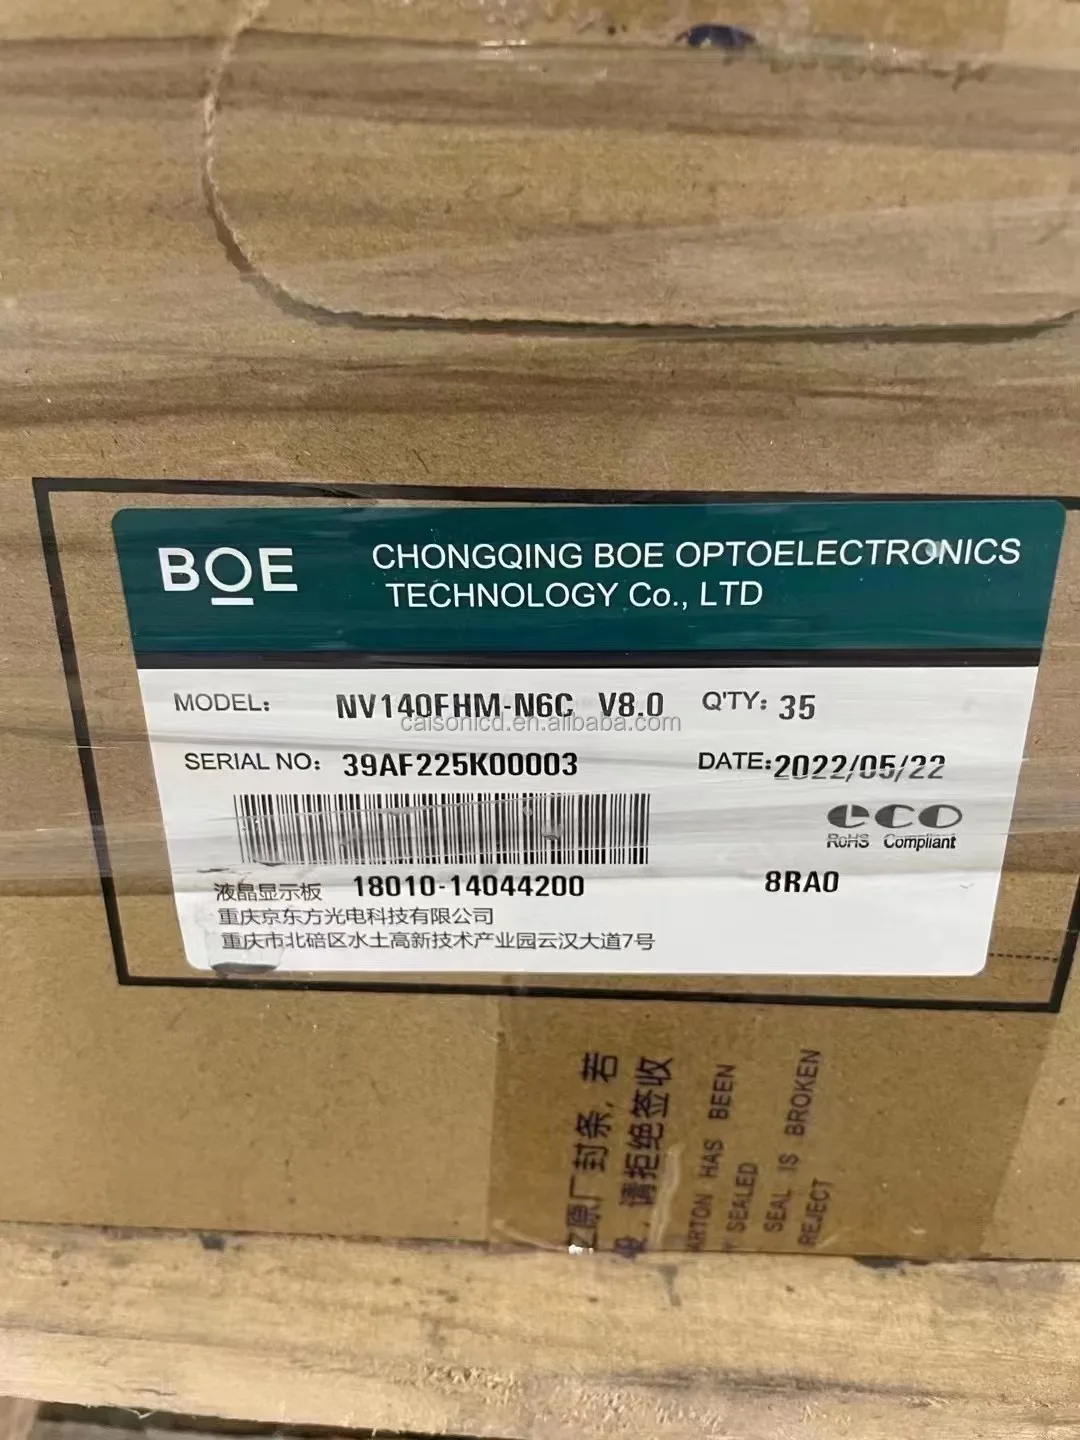 BOE
CHONGQING BOE OPTOELECTRONICS
TECHNOLOGY Co., LTD
MODEL: NV140FHM-N6C V8.0 Q'TY: 35
caisonlcd.en.alibaba.com
SERIAL NO: 39AF225K00003 DATE:2022/05/22
eco
RoHS Compliant
液晶显示板 18010-14044200 8RA0
重庆京东方光电科技有限公司
重庆市北碚区水土高新技术产业园云汉大道7号
原厂封条,若
请拒绝签收
HAS BEEN
SEALED
SEAL IS BROKEN
REJECT